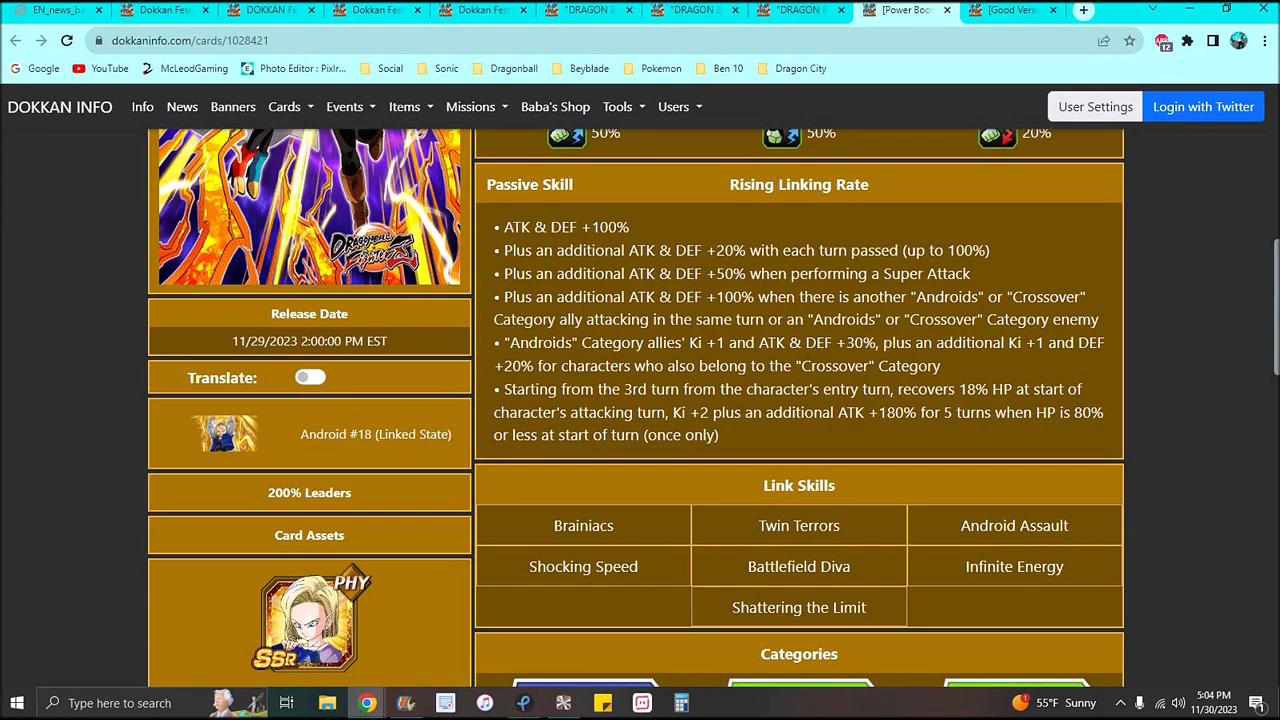 EN_news_ba
Dokkan Fest
DOKKAN Fe
Dokkan Fest
Dokkan Fest
"DRAGON B
"DRAGON B
"DRAGON B
[Power Boos
[Good Versu
dokkaninfo.com/cards/1028421
12
Google
YouTube
McLeodGaming
Photo Editor : Pixlr...
Social
Sonic
Dragonball
Beyblade
Pokemon
Ben 10
Dragon City
DOKKAN INFO
Info
News
Banners
Cards
Events
Items
Missions
Baba's Shop
Tools
Users
User Settings
Login with Twitter
50%
50%
20%
Passive Skill
Rising Linking Rate
• ATK & DEF +100%
• Plus an additional ATK & DEF +20% with each turn passed (up to 100%)
• Plus an additional ATK & DEF +50% when performing a Super Attack
• Plus an additional ATK & DEF +100% when there is another "Androids" or "Crossover"
Category ally attacking in the same turn or an "Androids" or "Crossover" Category enemy
• "Androids" Category allies' Ki +1 and ATK & DEF +30%, plus an additional Ki +1 and DEF
+20% for characters who also belong to the "Crossover" Category
• Starting from the 3rd turn from the character's entry turn, recovers 18% HP at start of
character's attacking turn, Ki +2 plus an additional ATK +180% for 5 turns when HP is 80%
or less at start of turn (once only)
DRAGONBALL
Release Date
11/29/2023 2:00:00 PM EST
Translate:
Android #18 (Linked State)
200% Leaders
Card Assets
PHY
SSR
Link Skills
Brainiacs
Twin Terrors
Android Assault
Shocking Speed
Battlefield Diva
Infinite Energy
Shattering the Limit
Categories
Type here to search
1
55°F Sunny
5:04 PM
11/30/2023